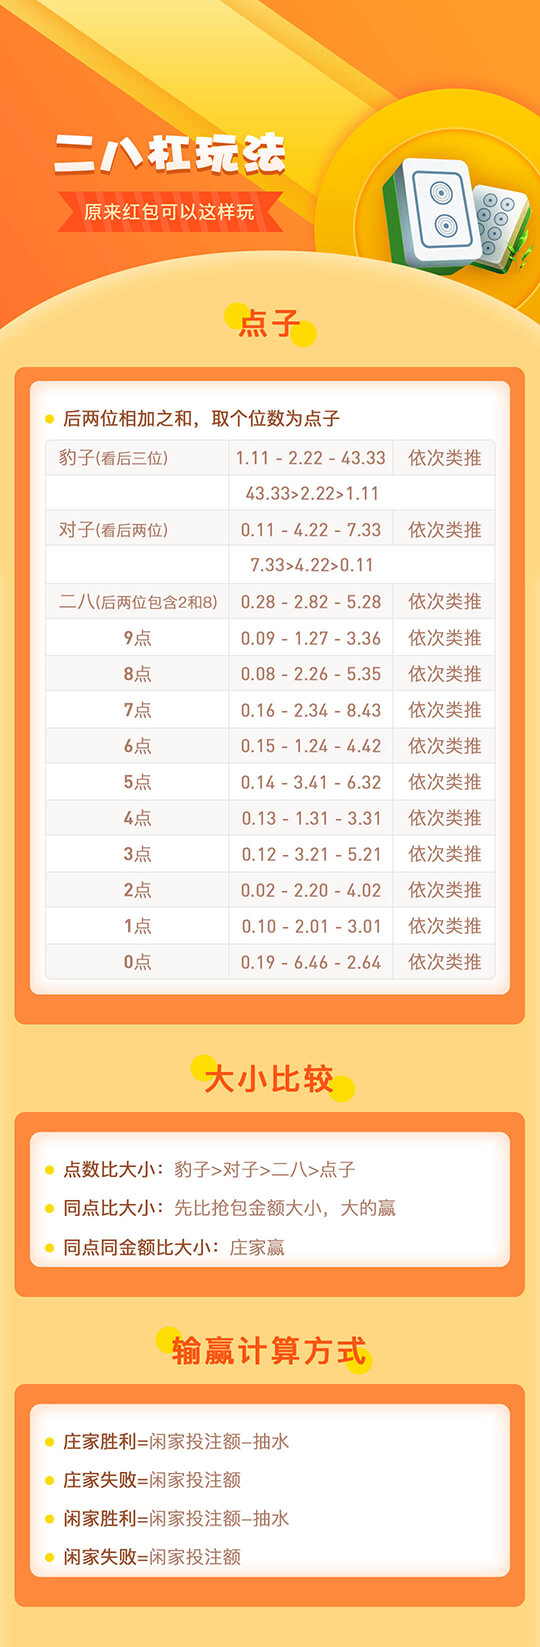 二八杠玩法
原来红包可以这样玩
点子
后两位相加之和，取个位数为点子
豹子(看后三位) 1.11 - 2.22 - 43.33 依次类推
43.33>2.22>1.11
对子(看后两位) 0.11 - 4.22 - 7.33 依次类推
7.33>4.22>0.11
二八(后两位包含2和8) 0.28 - 2.82 - 5.28 依次类推
9点 0.09 - 1.27 - 3.36 依次类推
8点 0.08 - 2.26 - 5.35 依次类推
7点 0.16 - 2.34 - 8.43 依次类推
6点 0.15 - 1.24 - 4.42 依次类推
5点 0.14 - 3.41 - 6.32 依次类推
4点 0.13 - 1.31 - 3.31 依次类推
3点 0.12 - 3.21 - 5.21 依次类推
2点 0.02 - 2.20 - 4.02 依次类推
1点 0.10 - 2.01 - 3.01 依次类推
0点 0.19 - 6.46 - 2.64 依次类推
大小比较
点数比大小：豹子>对子>二八>点子
同点比大小：先比抢包金额大小，大的赢
同点同金额比大小：庄家赢
输赢计算方式
庄家胜利=闲家投注额-抽水
庄家失败=闲家投注额
闲家胜利=闲家投注额-抽水
闲家失败=闲家投注额